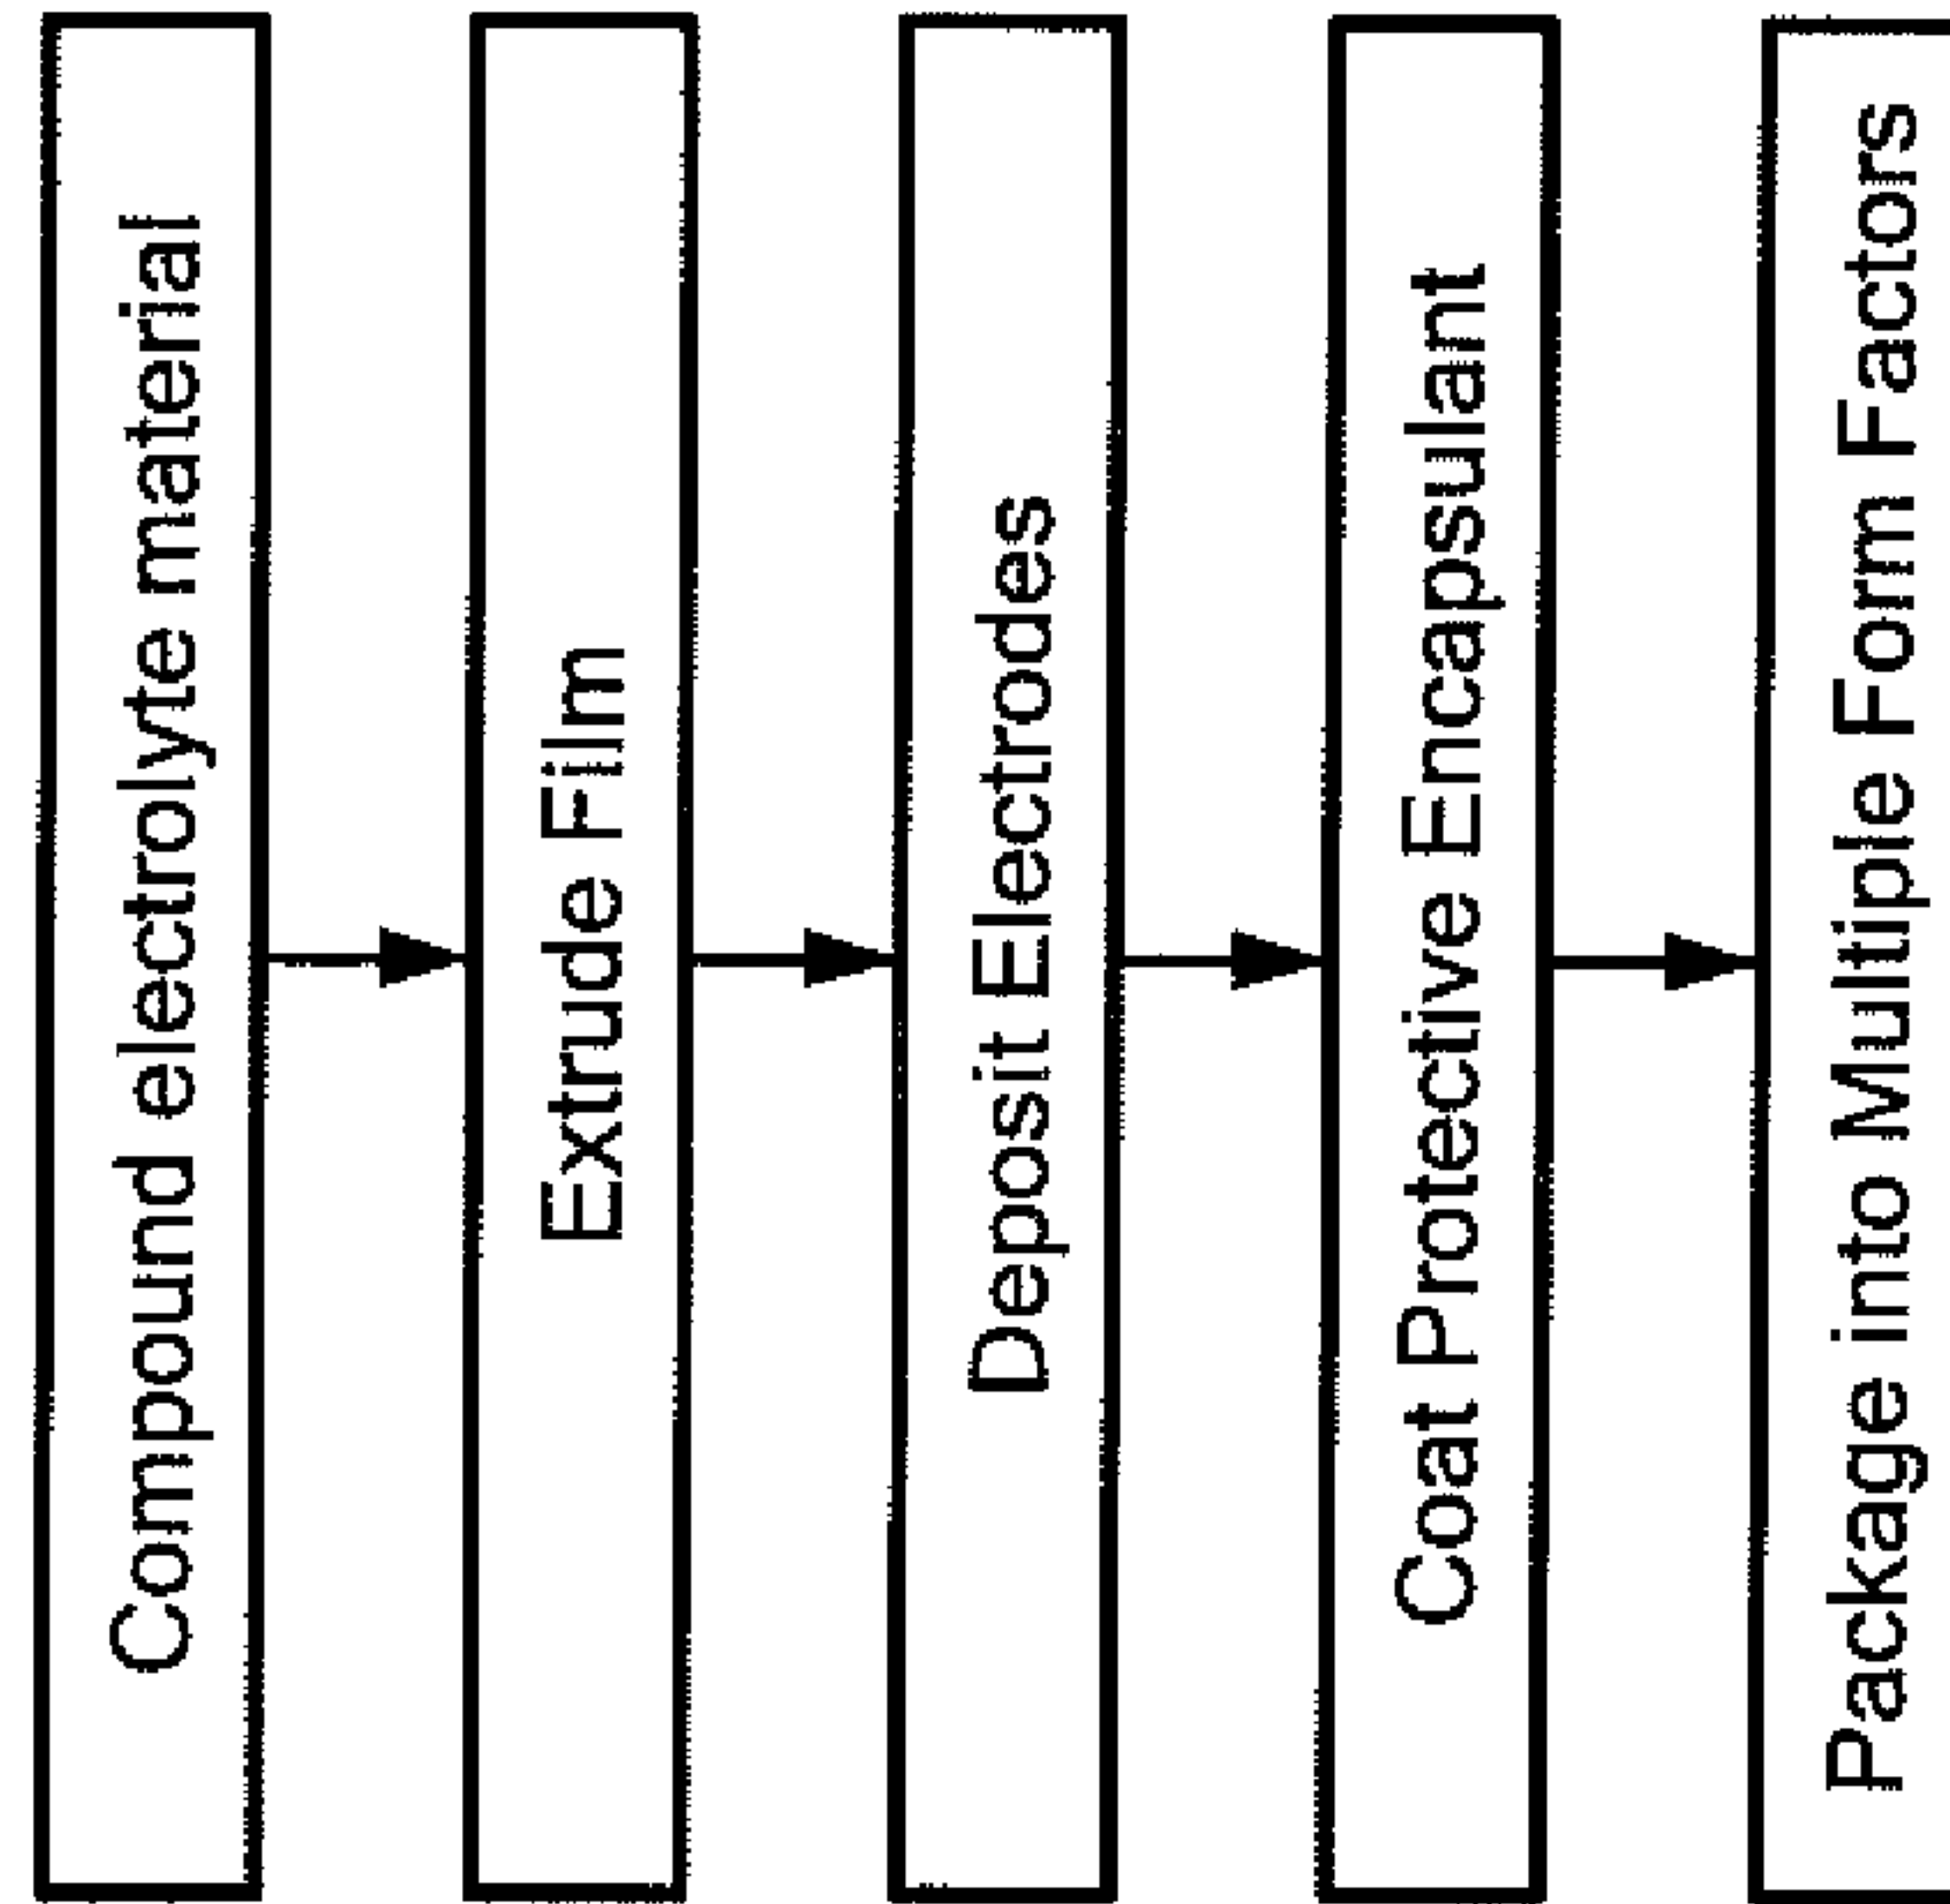 Compound electrolyte material
Extrude Film
Deposit Electrodes
Coat Protective Encapsulant
Package into Multiple Form Factors